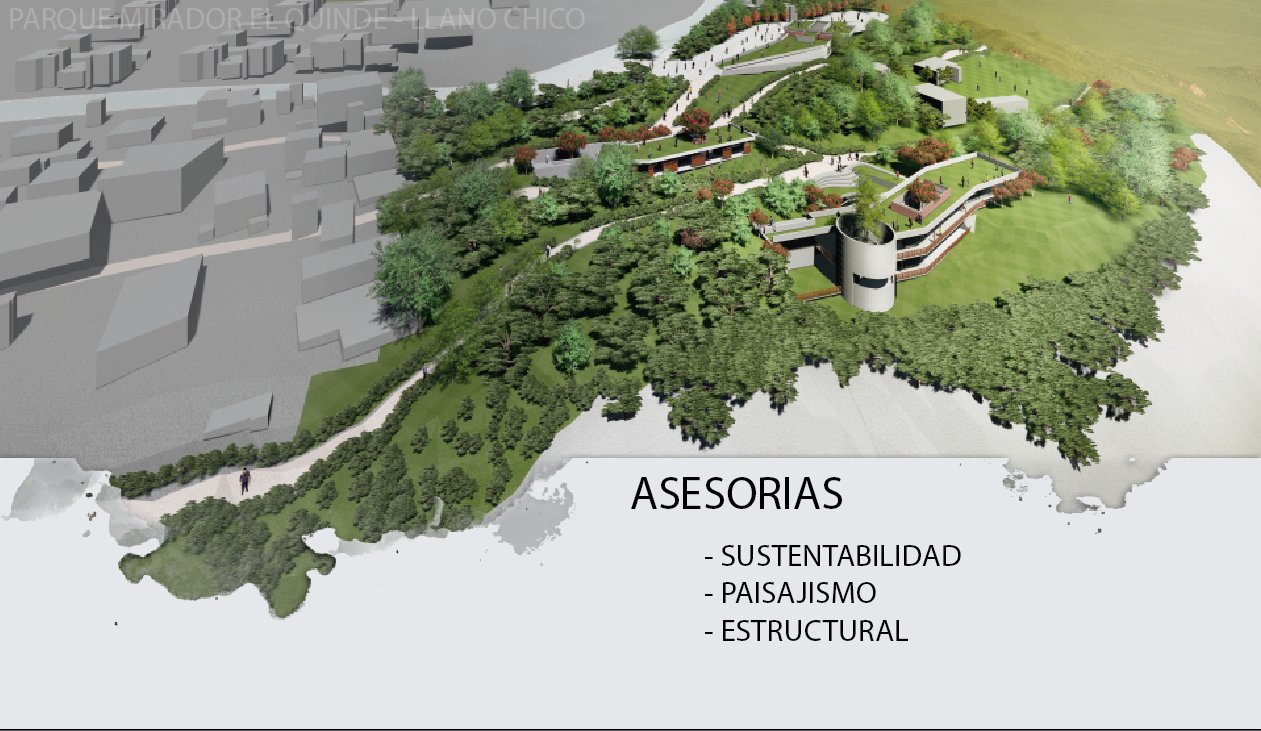 PARQUE MIRADOR EL QUINDE - LLANO CHICO
ASESORIAS
- SUSTENTABILIDAD
- PAISAJISMO
- ESTRUCTURAL